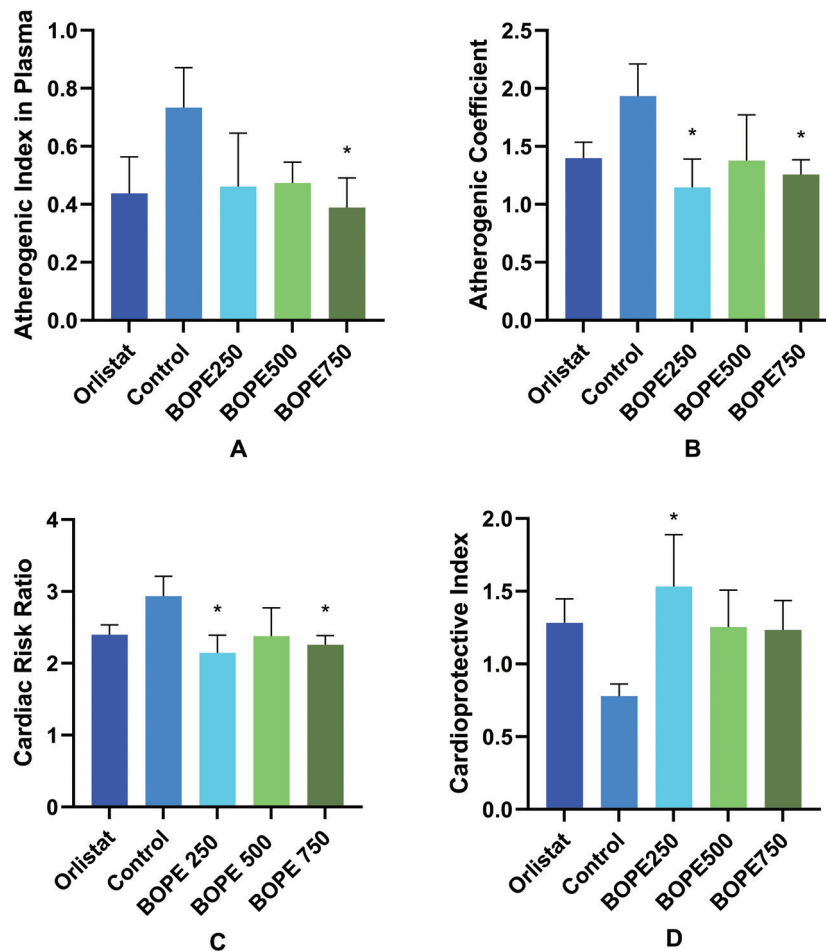 Atherogenic Index in Plasma
1.0
0.8
0.6
0.4
0.2
0.0
*
Orlistat
Control
BOPE250
BOPE500
BOPE750
A
Atherogenic Coefficient
2.5
2.0
1.5
1.0
0.5
0.0
*
*
Orlistat
Control
BOPE250
BOPE500
BOPE750
B
Cardiac Risk Ratio
4
3
2
1
0
*
*
Orlistat
Control
BOPE 250
BOPE 500
BOPE 750
C
Cardioprotective Index
2.0
1.5
1.0
0.5
0.0
*
Orlistat
Control
BOPE250
BOPE500
BOPE750
D